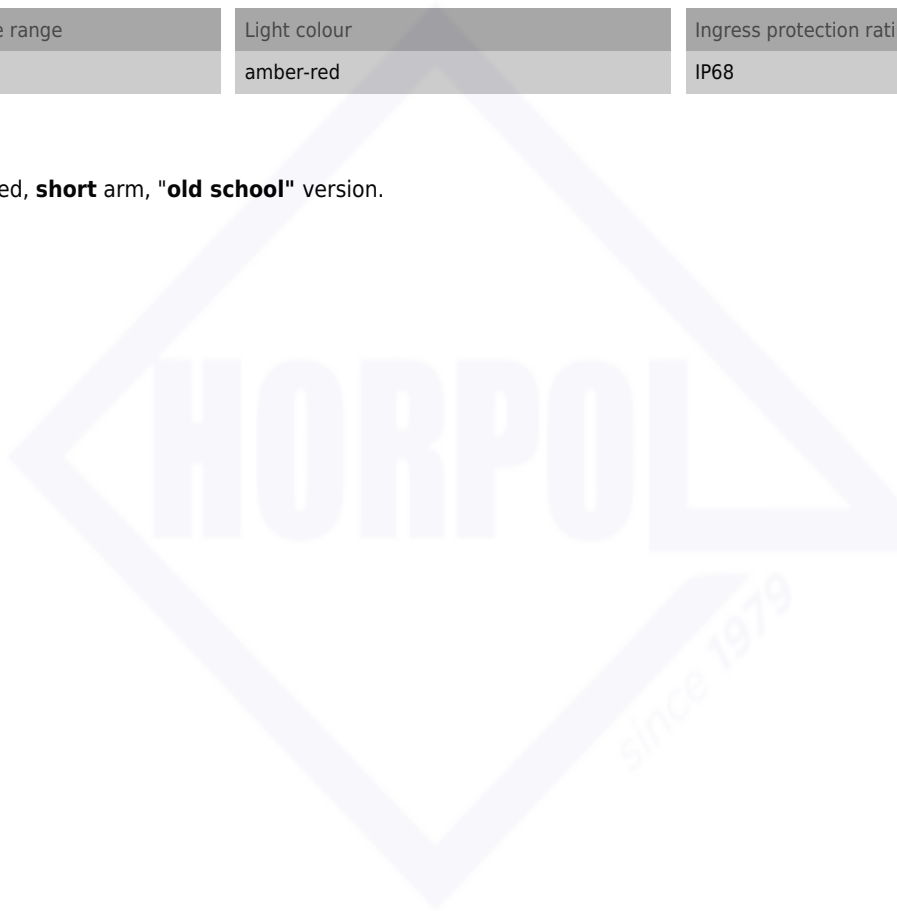 e range Light colour Ingress protection rati
amber-red IP68
ed, short arm, "old school" version.
HORPOL
since 1979